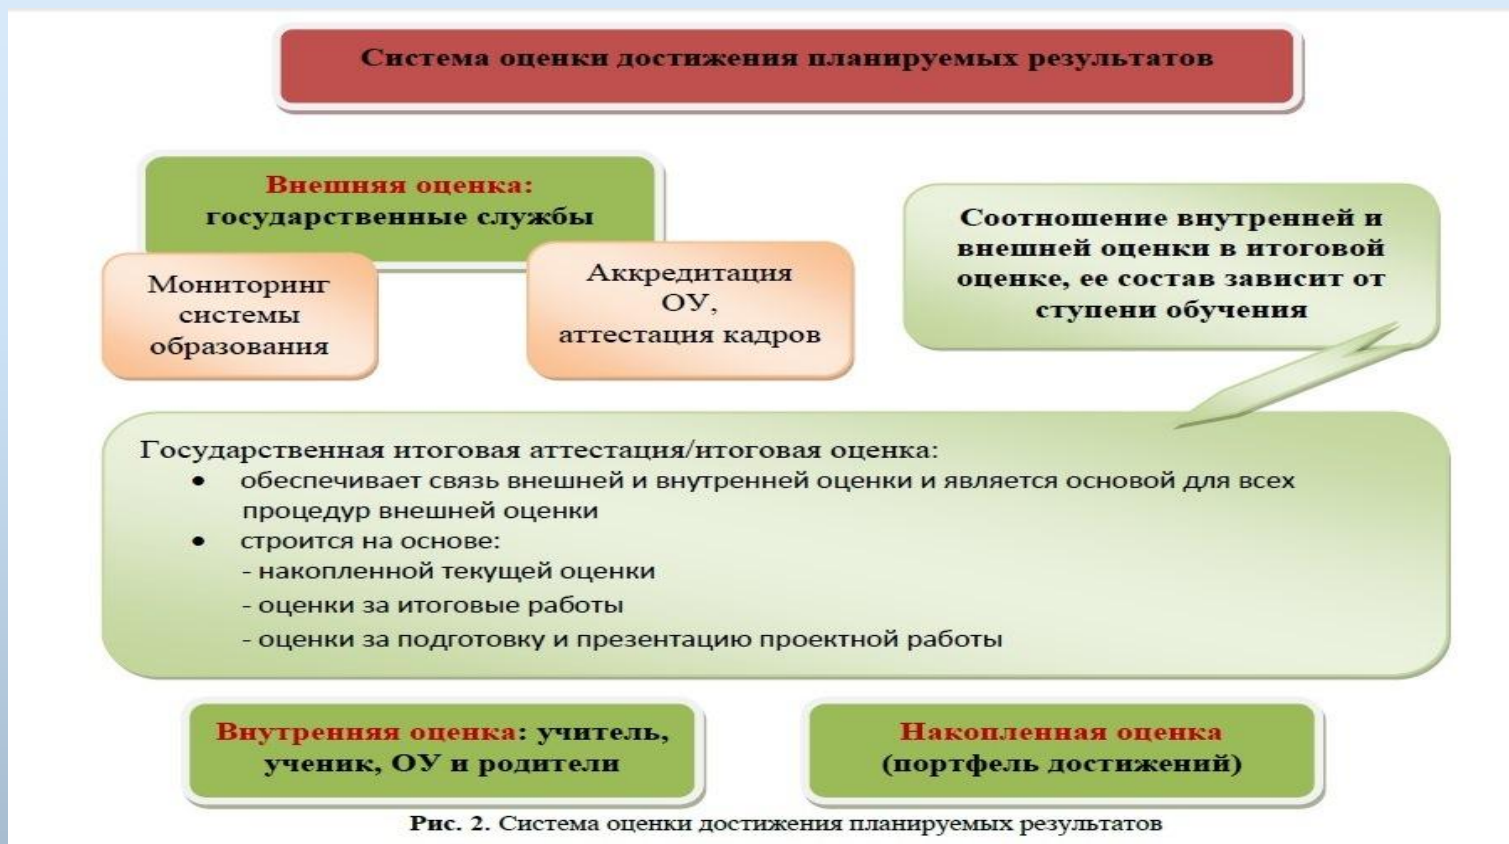 Система оценки достижения планируемых результатов
Внешняя оценка:
государственные службы
Мониторинг
системы
образования
Аккредитация
ОУ,
аттестация кадров
Соотношение внутренней и
внешней оценки в итоговой
оценке, ее состав зависит от
ступени обучения
Государственная итоговая аттестация/итоговая оценка:
• обеспечивает связь внешней и внутренней оценки и является основой для всех
процедур внешней оценки
• строится на основе:
- накопленной текущей оценки
- оценки за итоговые работы
- оценки за подготовку и презентацию проектной работы
Внутренняя оценка: учитель,
ученик, ОУ и родители
Накопленная оценка
(портфель достижений)
Рис. 2. Система оценки достижения планируемых результатов